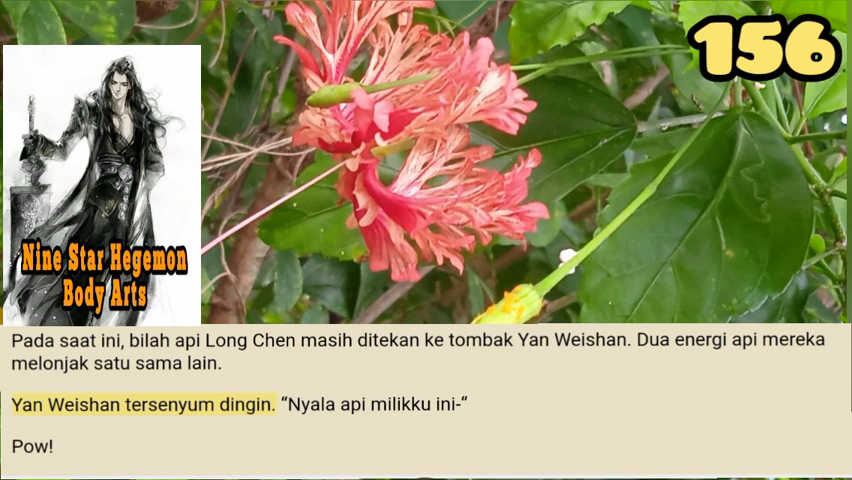 156
Nine Star Hegemon
Body Arts
Pada saat ini, bilah api Long Chen masih ditekan ke tombak Yan Weishan. Dua energi api mereka
melonjak satu sama lain.
Yan Weishan tersenyum dingin. “Nyala api milikku ini-“
Pow!